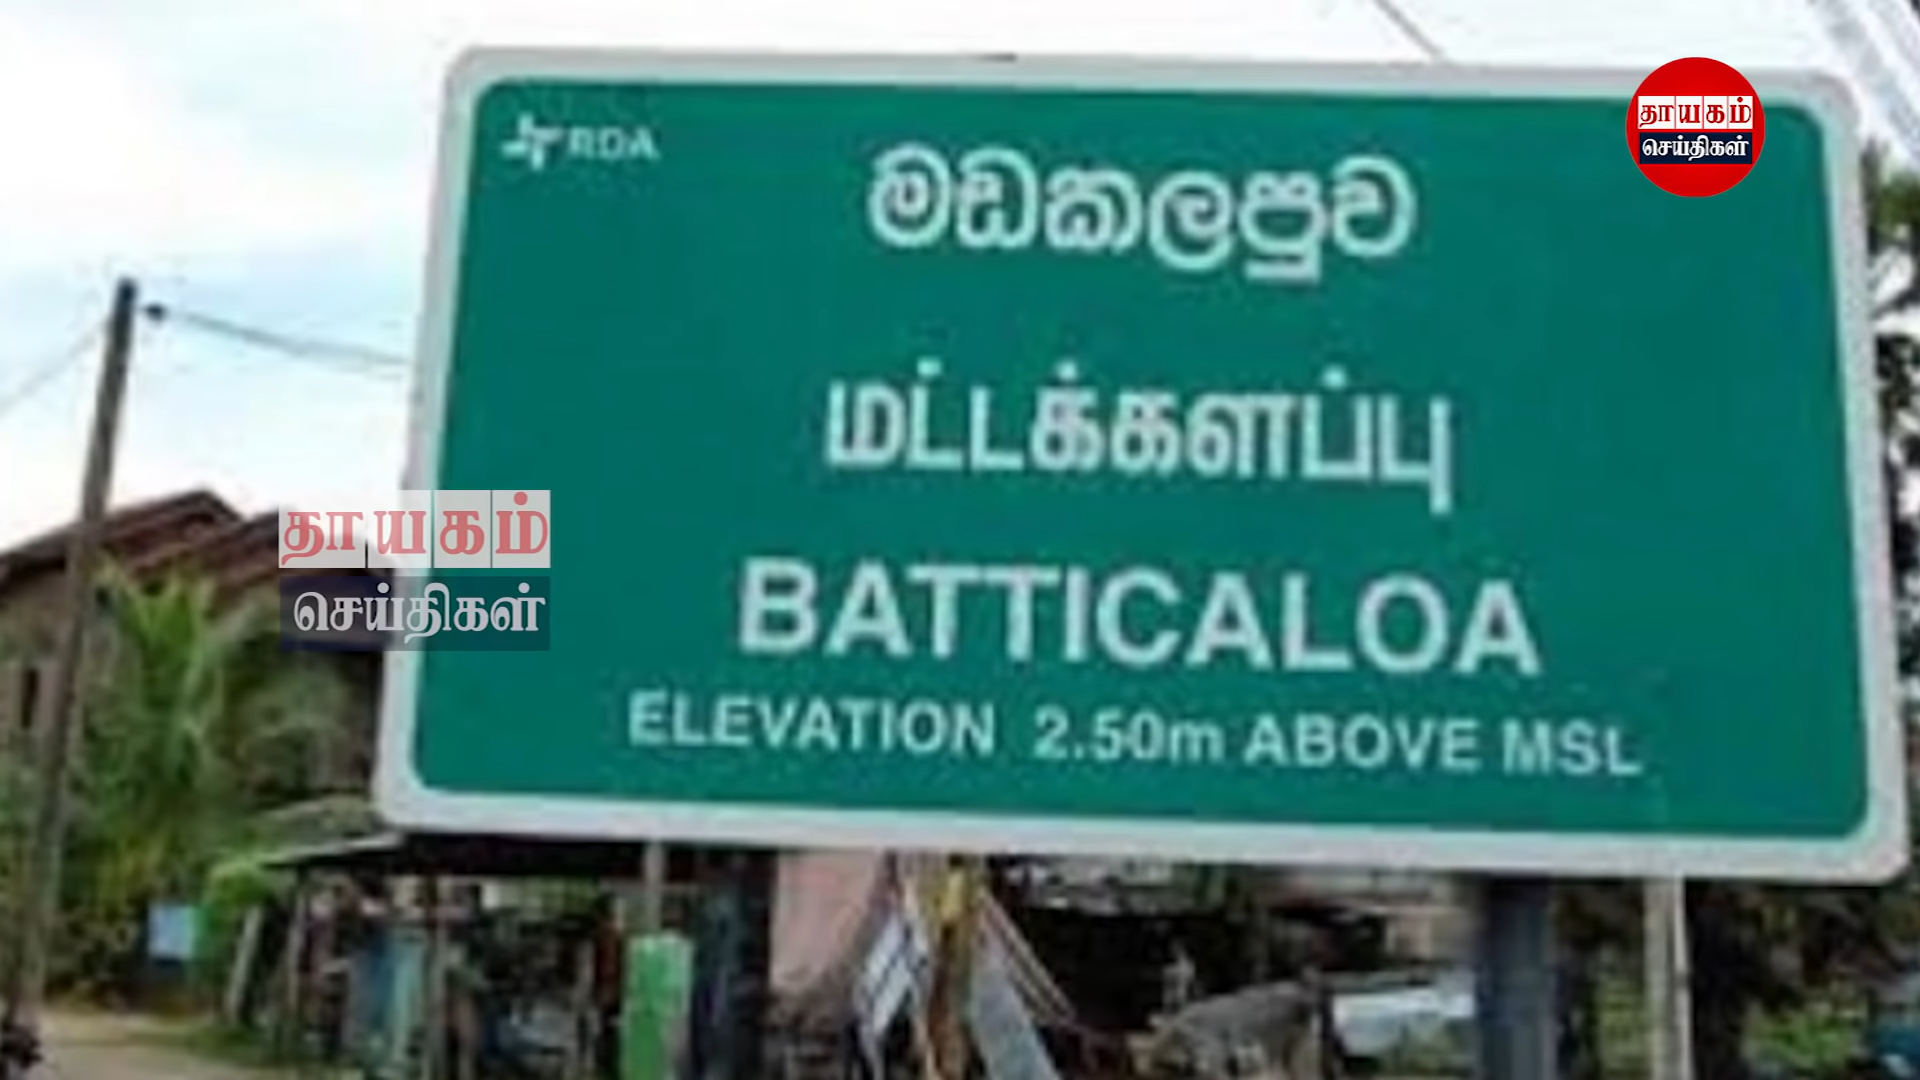 RDA
මඩකලපුව
மட்டக்களப்பு
BATTICALOA
ELEVATION 2.50m ABOVE MSL
தாயகம்
செய்திகள்
தாயகம்
செய்திகள்